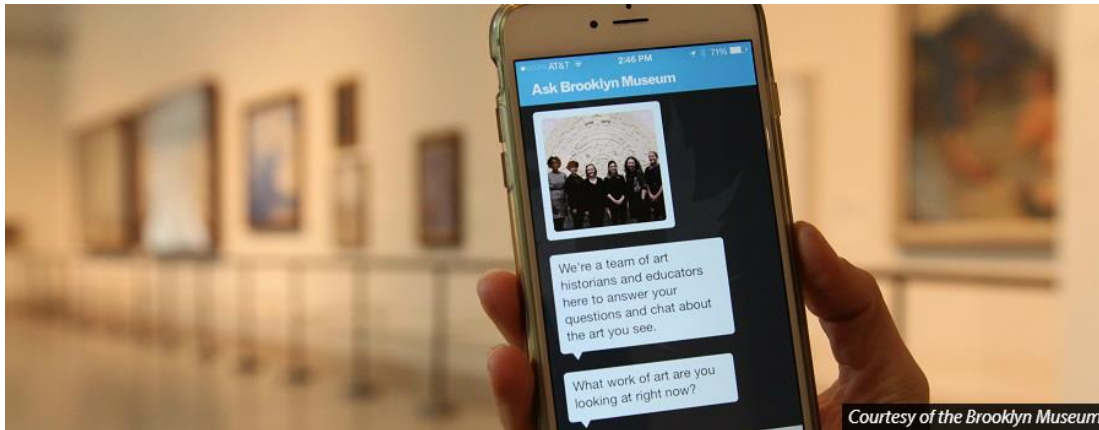 AT&T 2:46 PM 71%
Ask Brooklyn Museum
We're a team of art
historians and educators
here to answer your
questions and chat about
the art you see.
What work of art are you
looking at right now?
Courtesy of the Brooklyn Museum